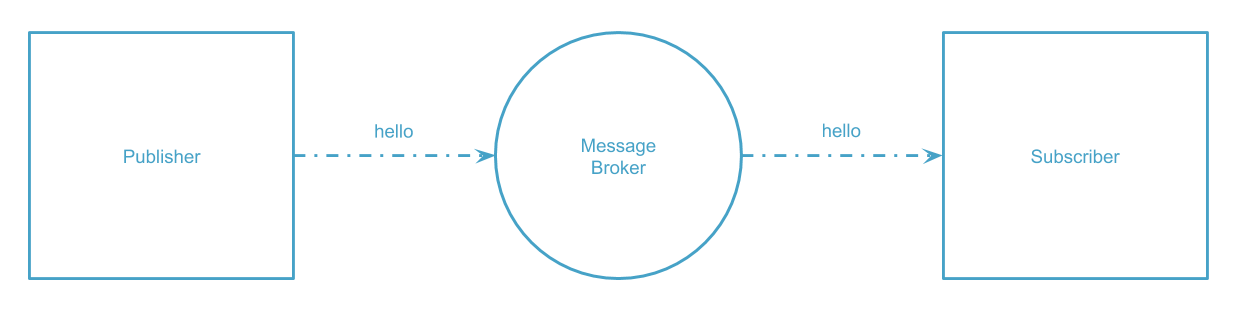 Publisher
hello
Message
Broker
hello
Subscriber